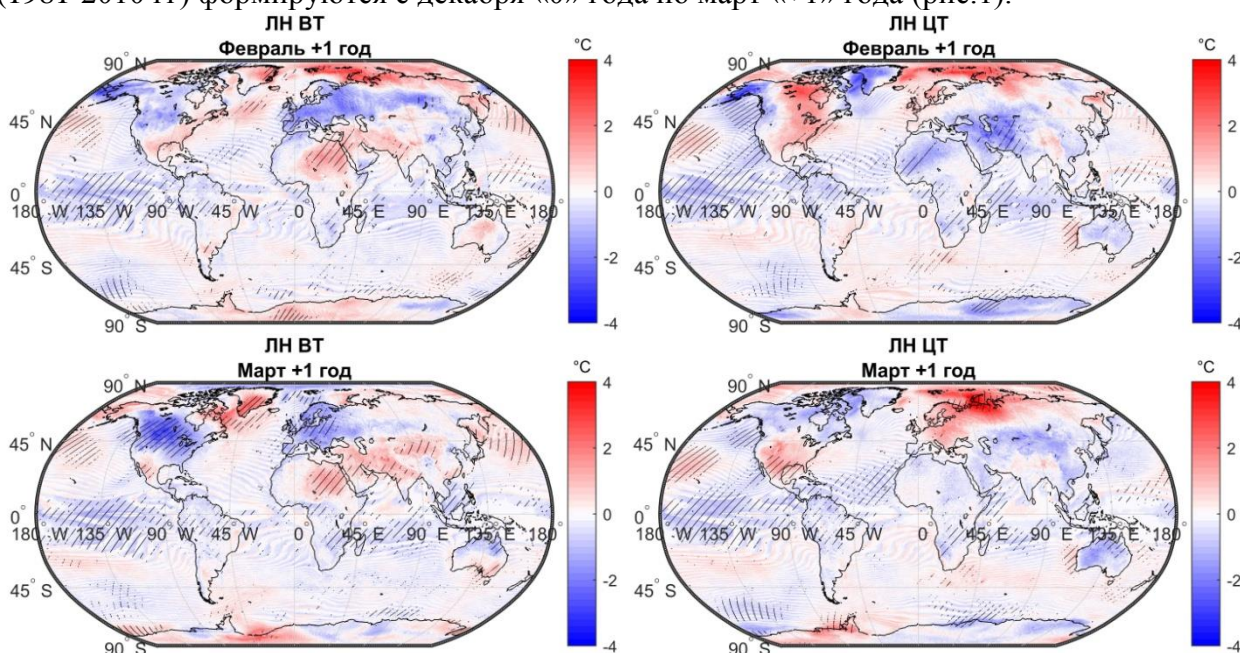 (1981-2010 гг) формируются с декабря «0» года по март «+1» года (рис.1).
ЛН ВТ
Февраль +1 год
°C
90° N
45° N
0°
180° W 135° W 90° W 45° W 0° 45° E 90° E 135° E 180°
45° S
90° S
4
2
0
-2
-4
ЛН ЦТ
Февраль +1 год
°C
90° N
45° N
0°
180° W 135° W 90° W 45° W 0° 45° E 90° E 135° E 180°
45° S
90° S
4
2
0
-2
-4
ЛН ВТ
Март +1 год
°C
90° N
45° N
0°
180° W 135° W 90° W 45° W 0° 45° E 90° E 135° E 180°
45° S
90° S
4
2
0
-2
-4
ЛН ЦТ
Март +1 год
°C
90° N
45° N
0°
180° W 135° W 90° W 45° W 0° 45° E 90° E 135° E 180°
45° S
90° S
4
2
0
-2
-4